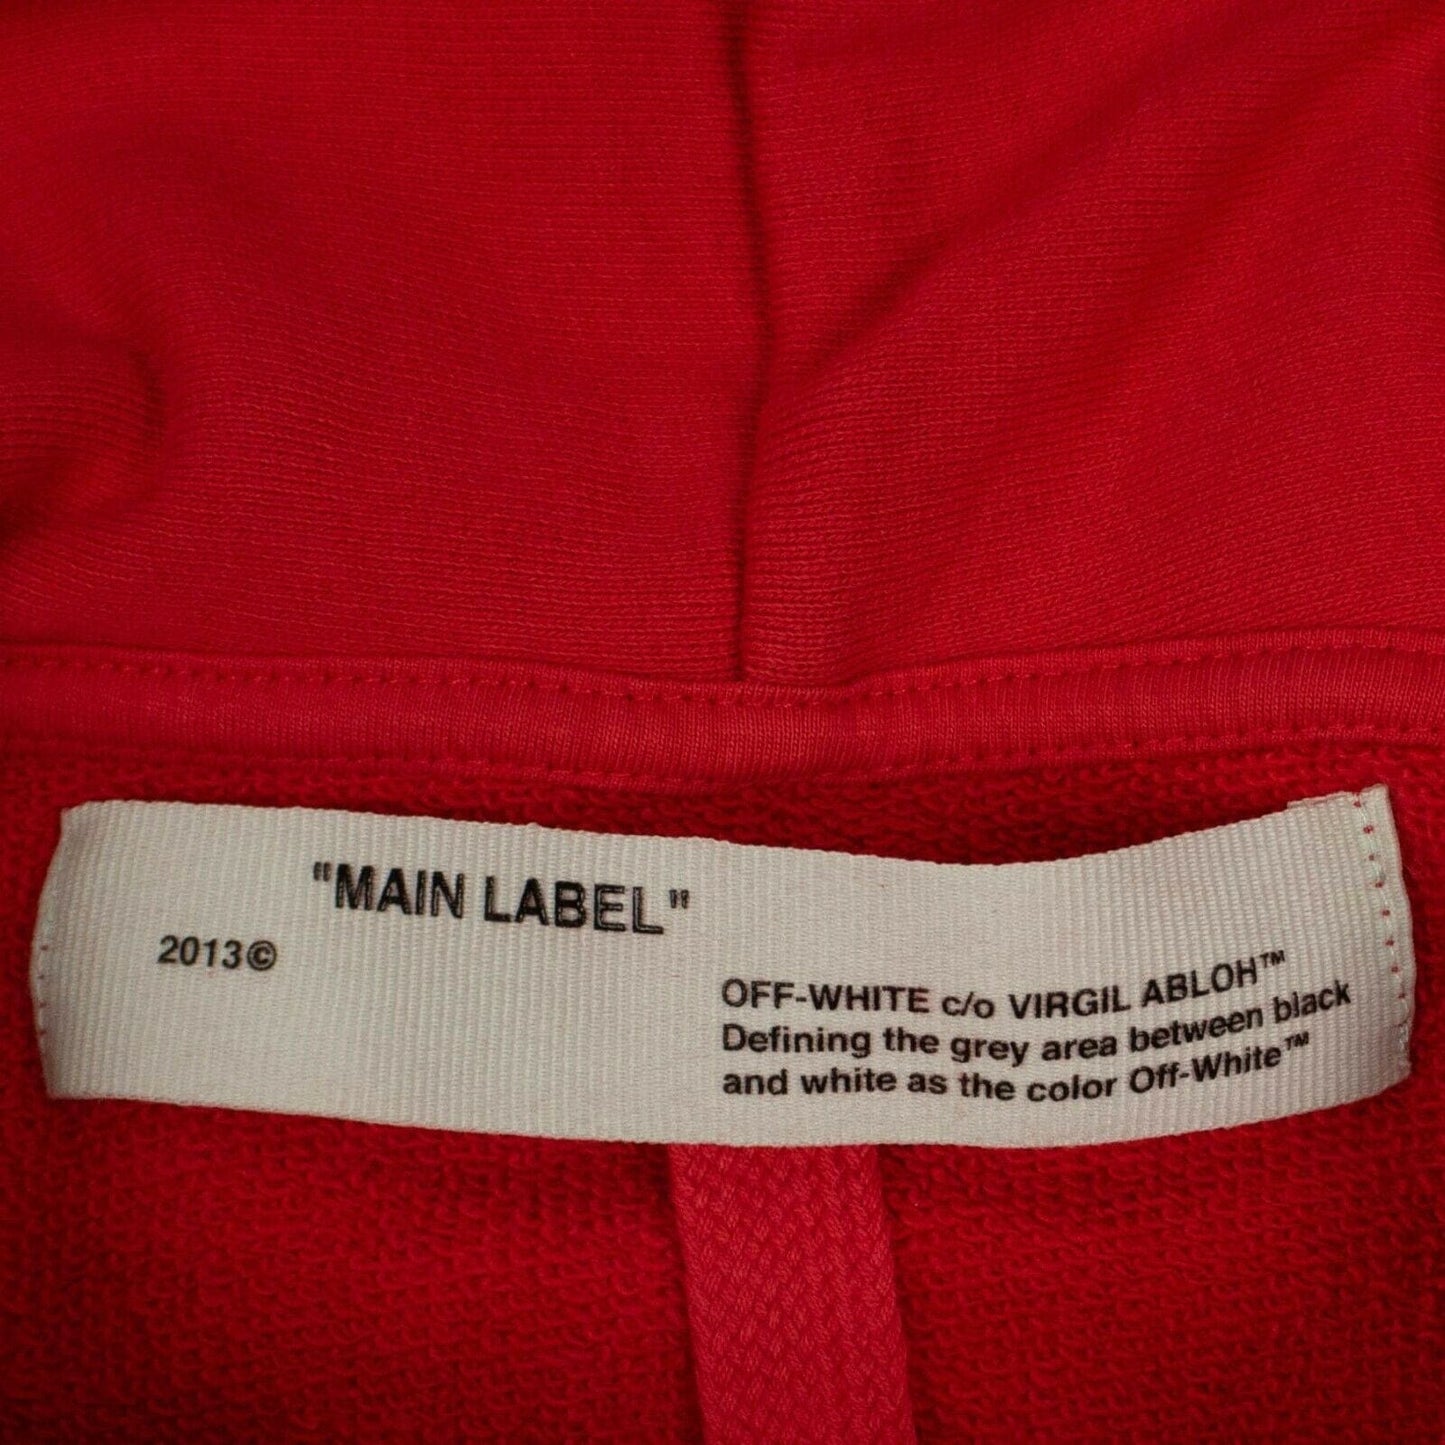 "MAIN LABEL"
2013©
OFF-WHITE c/o VIRGIL ABLOH™
Defining the grey area between black
and white as the color Off-White™